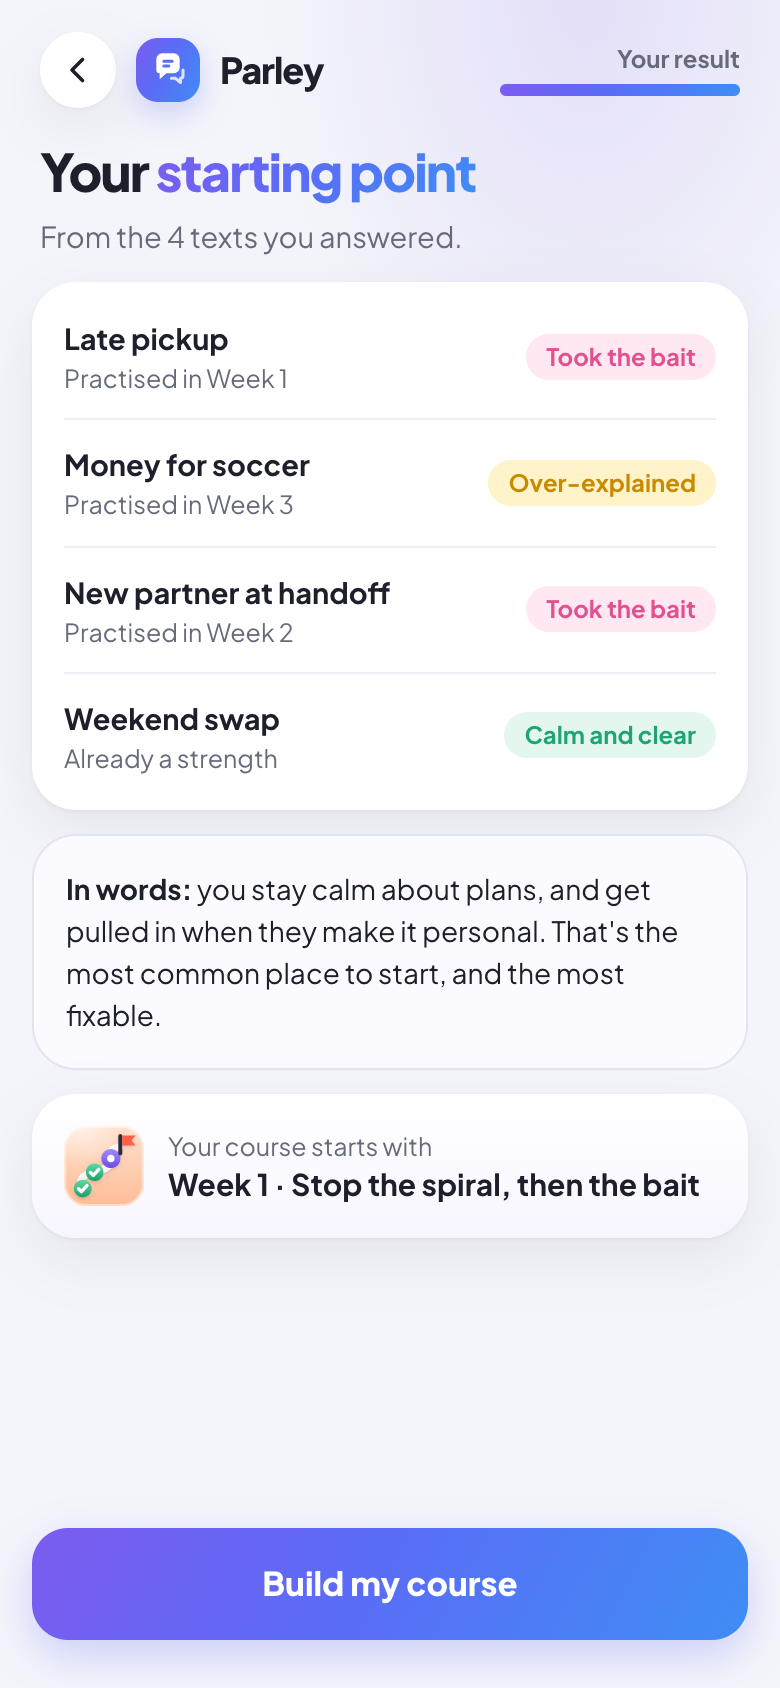 Parley
Your result
Your starting point
From the 4 texts you answered.
Late pickup
Practised in Week 1
Took the bait
Money for soccer
Practised in Week 3
Over-explained
New partner at handoff
Practised in Week 2
Took the bait
Weekend swap
Already a strength
Calm and clear
In words: you stay calm about plans, and get
pulled in when they make it personal. That's the
most common place to start, and the most
fixable.
Your course starts with
Week 1 · Stop the spiral, then the bait
Build my course